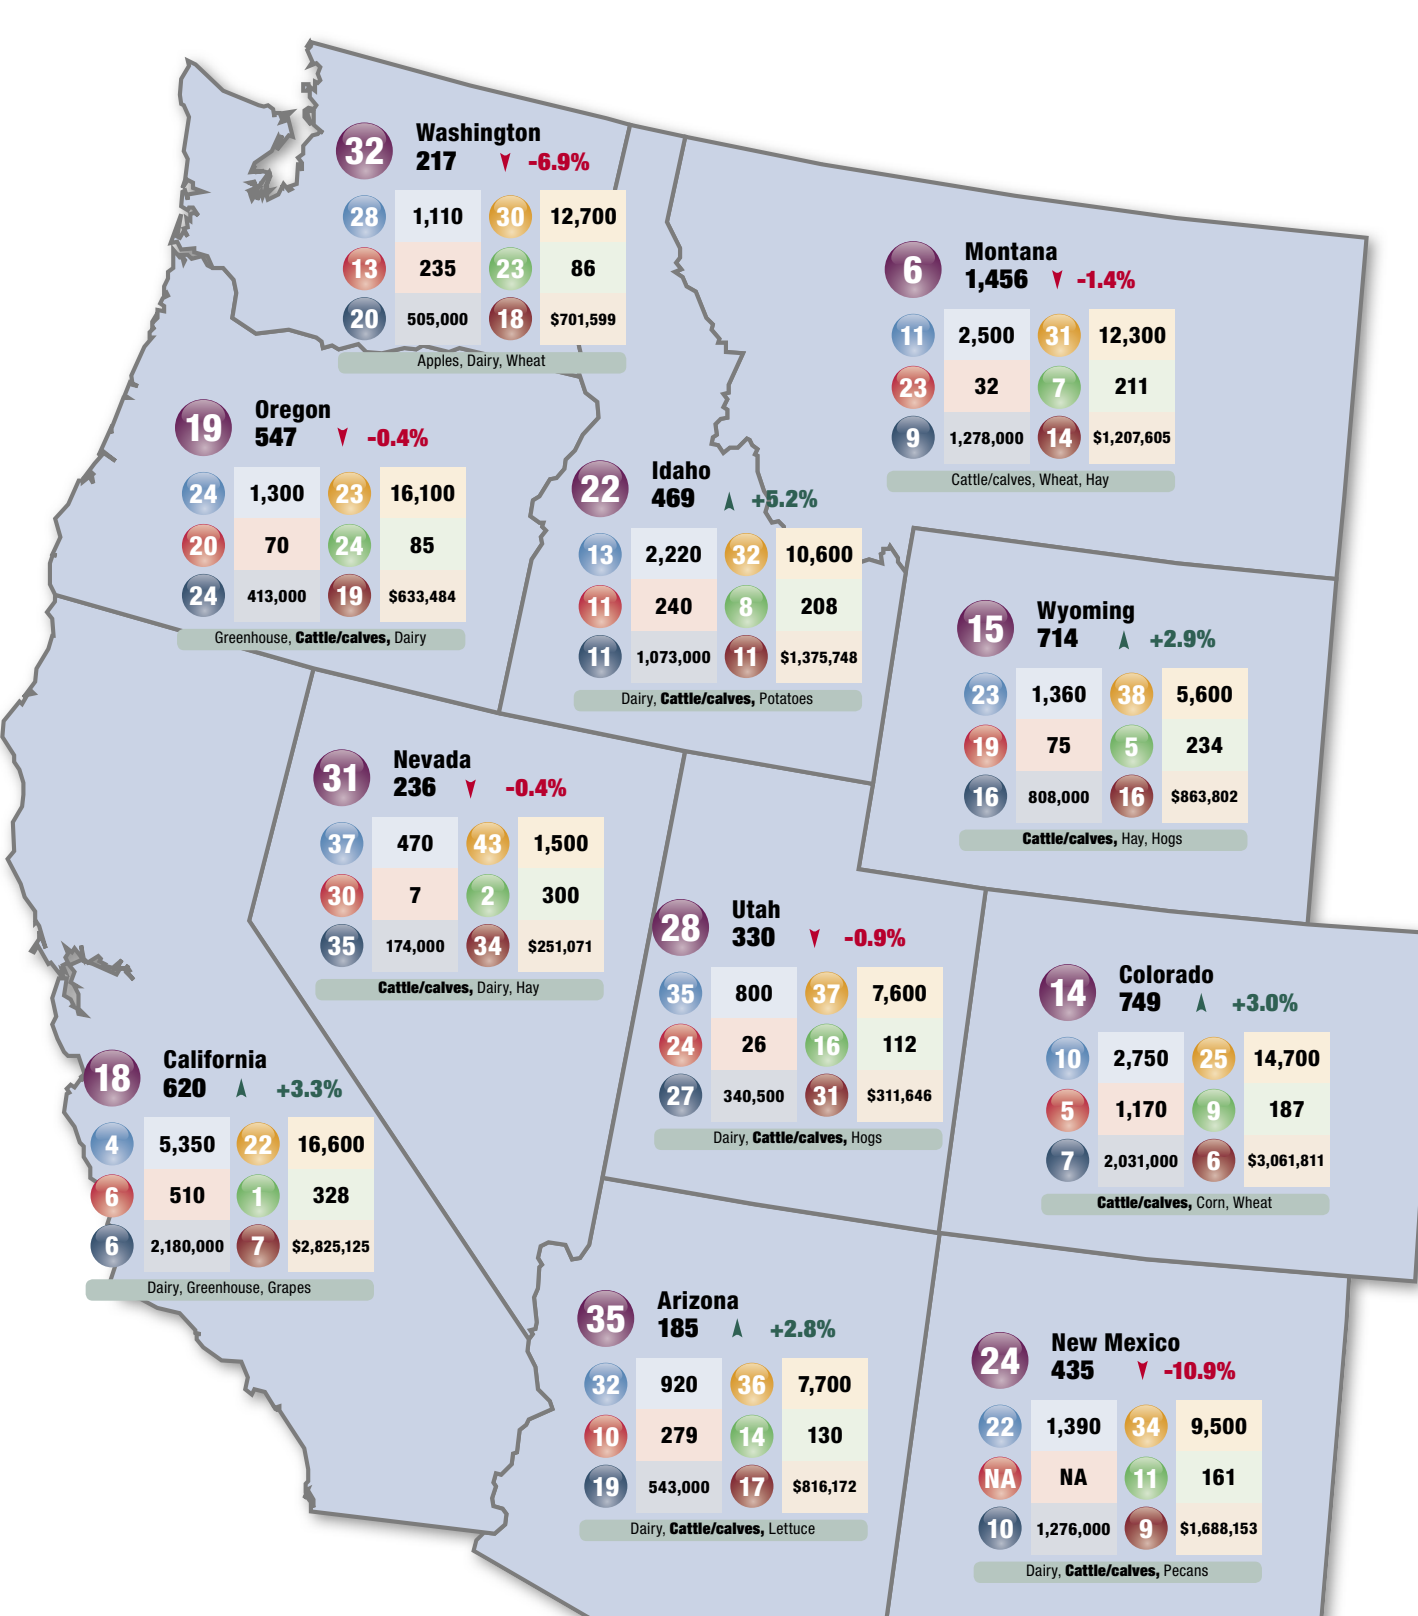 32 Washington
217 -6.9%
28 1,110 30 12,700
13 235 23 86
20 505,000 18 $701,599
Apples, Dairy, Wheat
6 Montana
1,456 -1.4%
11 2,500 31 12,300
23 32 7 211
9 1,278,000 14 $1,207,605
Cattle/calves, Wheat, Hay
19 Oregon
547 -0.4%
24 1,300 23 16,100
20 70 24 85
24 413,000 19 $633,484
Greenhouse, Cattle/calves, Dairy
22 Idaho
469 +5.2%
13 2,220 32 10,600
11 240 8 208
11 1,073,000 11 $1,375,748
Dairy, Cattle/calves, Potatoes
15 Wyoming
714 +2.9%
23 1,360 38 5,600
19 75 5 234
16 808,000 16 $863,802
Cattle/calves, Hay, Hogs
31 Nevada
236 -0.4%
37 470 43 1,500
30 7 2 300
35 174,000 34 $251,071
Cattle/calves, Dairy, Hay
28 Utah
330 -0.9%
35 800 37 7,600
24 26 16 112
27 340,500 31 $311,646
Dairy, Cattle/calves, Hogs
14 Colorado
749 +3.0%
10 2,750 25 14,700
5 1,170 9 187
7 2,031,000 6 $3,061,811
Cattle/calves, Corn, Wheat
18 California
620 +3.3%
4 5,350 22 16,600
6 510 1 328
6 2,180,000 7 $2,825,125
Dairy, Greenhouse, Grapes
35 Arizona
185 +2.8%
32 920 36 7,700
10 279 14 130
19 543,000 17 $816,172
Dairy, Cattle/calves, Lettuce
24 New Mexico
435 -10.9%
22 1,390 34 9,500
NA NA 11 161
10 1,276,000 9 $1,688,153
Dairy, Cattle/calves, Pecans